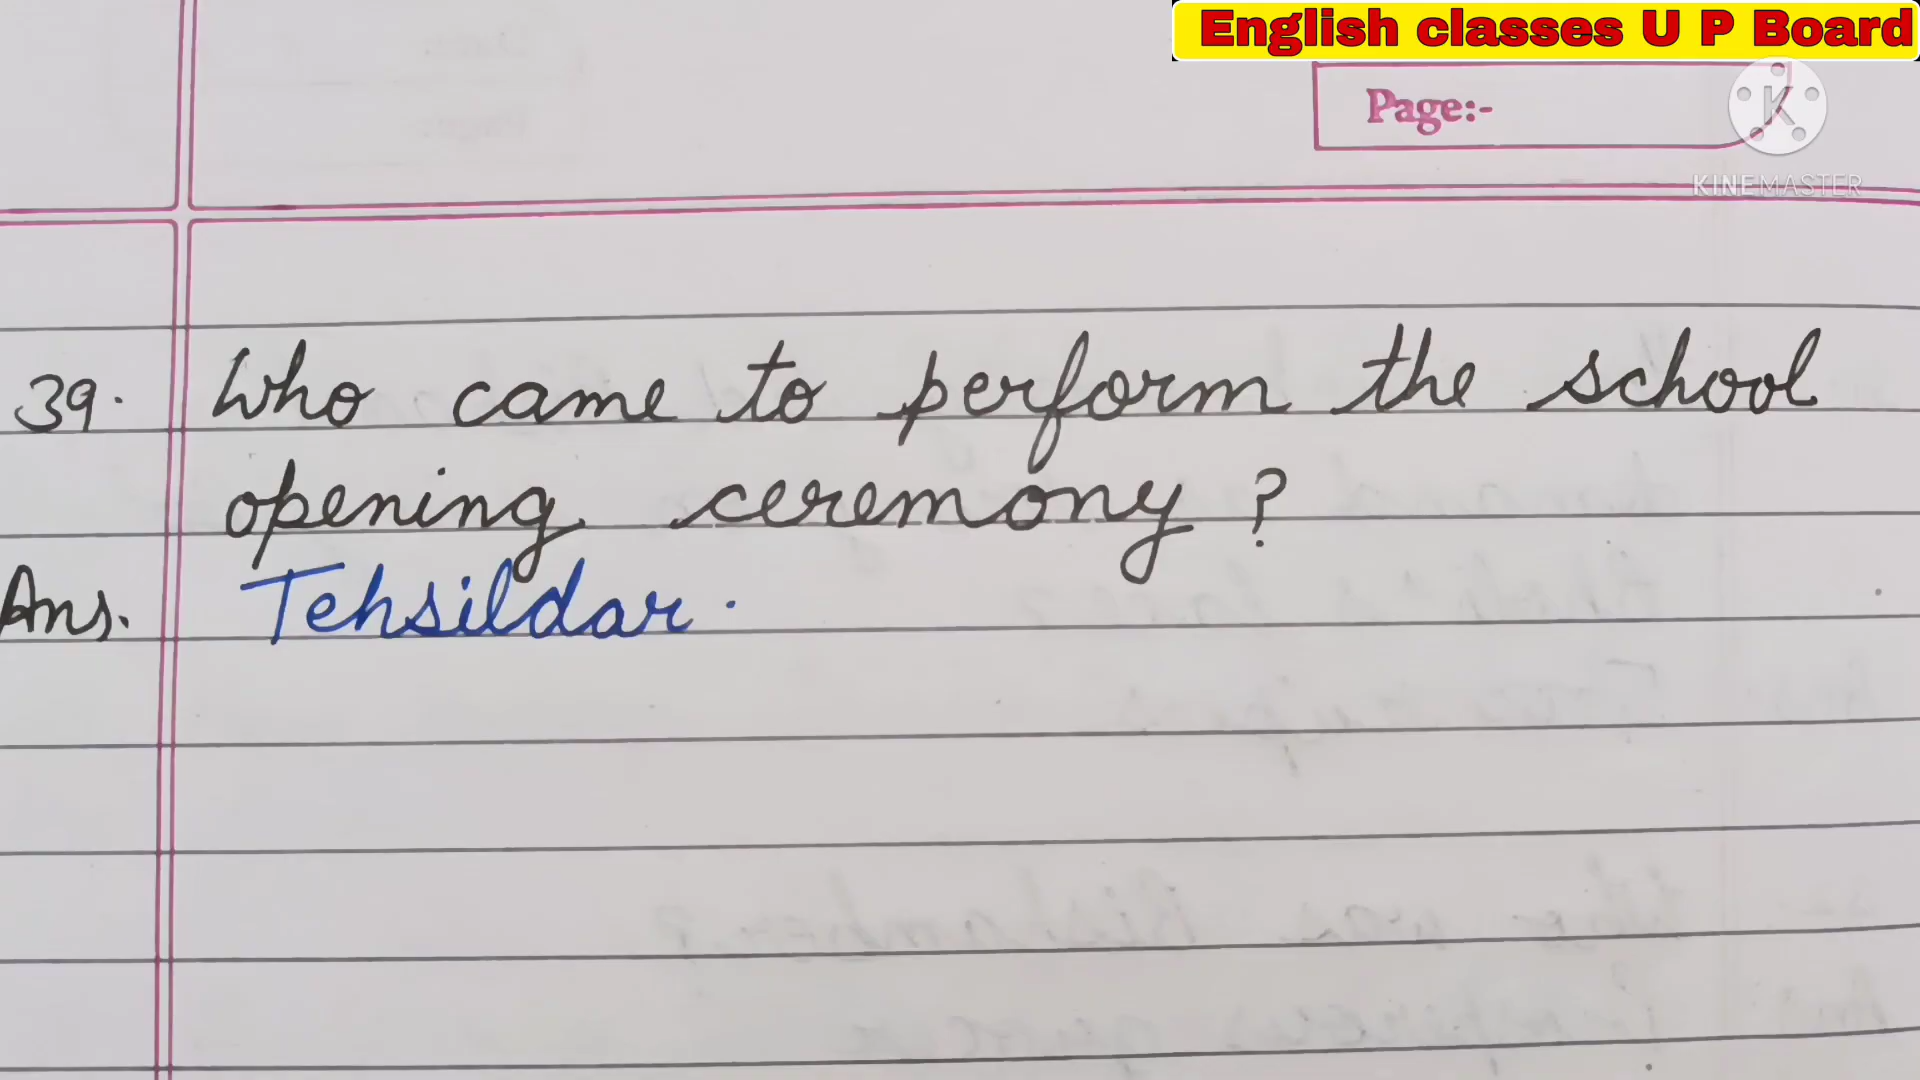 English classes U P Board
Page:-
KINEMASTER
39. Who came to perform the school
opening ceremony?
Ans. Tehsildar.